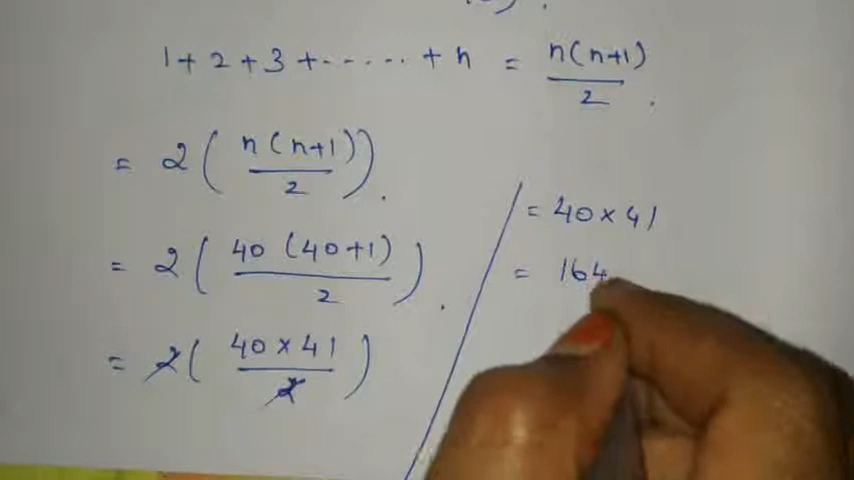 1 + 2 + 3 + ...... + n = n(n+1) / 2 .
= 2 ( n(n+1) / 2 ) .
= 2 ( 40 (40+1) / 2 ) .
= 2 ( 40 × 41 / 2 )
= 40 × 41
= 164